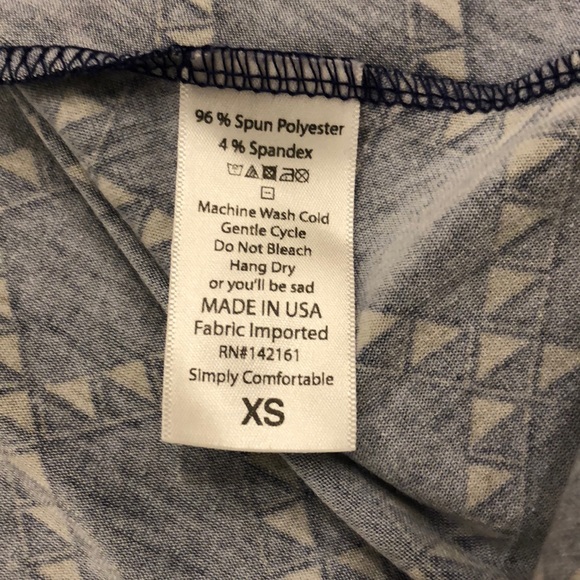 96 % Spun Polyester
4 % Spandex
Machine Wash Cold
Gentle Cycle
Do Not Bleach
Hang Dry
or you'll be sad
MADE IN USA
Fabric Imported
RN#142161
Simply Comfortable
XS